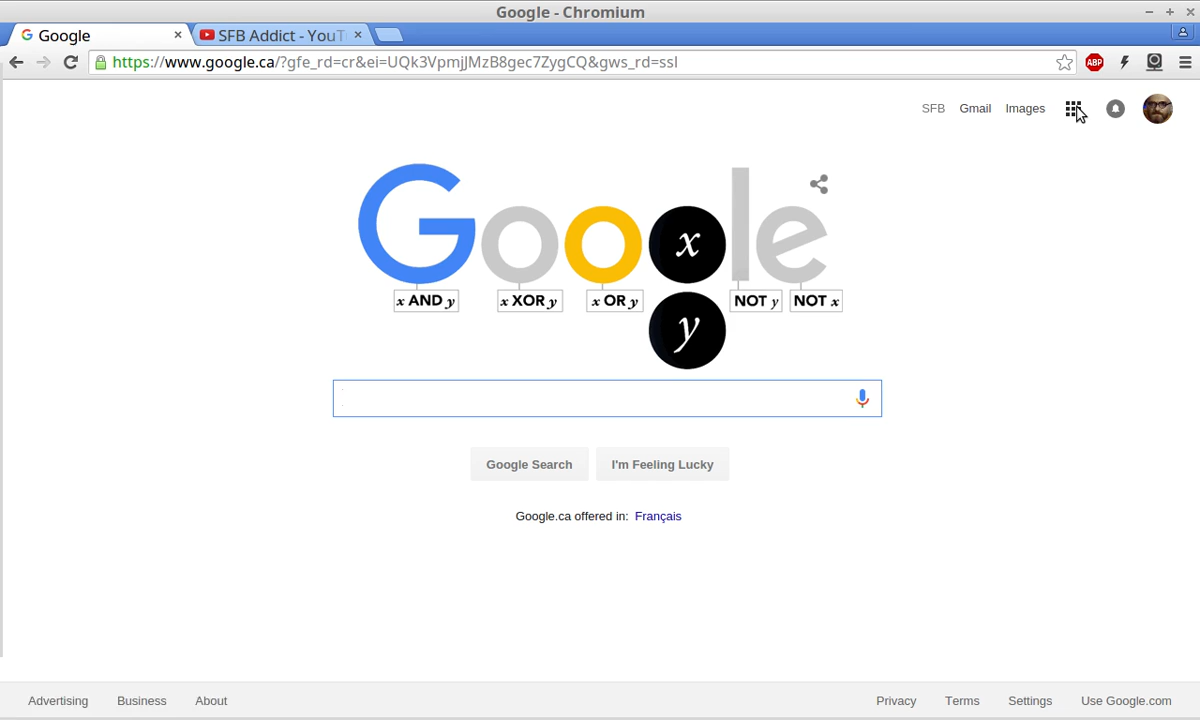 Google - Chromium
Google
SFB Addict - YouT
https://www.google.ca/?gfe_rd=cr&ei=UQk3VpmjJMzB8gec7ZygCQ&gws_rd=ssl
ABP
SFB Gmail Images
Google
x
x AND y x XOR y x OR y NOT y NOT x
y
Google Search I'm Feeling Lucky
Google.ca offered in: Français
Advertising Business About Privacy Terms Settings Use Google.com